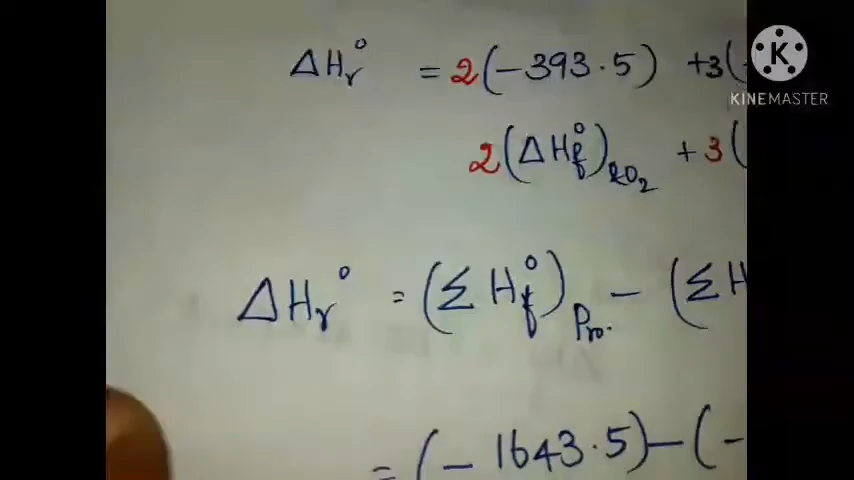 ΔHr° = 2(-393.5) +3(
2(ΔHf°)CO2 + 3(
ΔHr° = (Σ Hf°)Pro. - (Σ H
= (- 1643.5) - (-
K
KINEMASTER